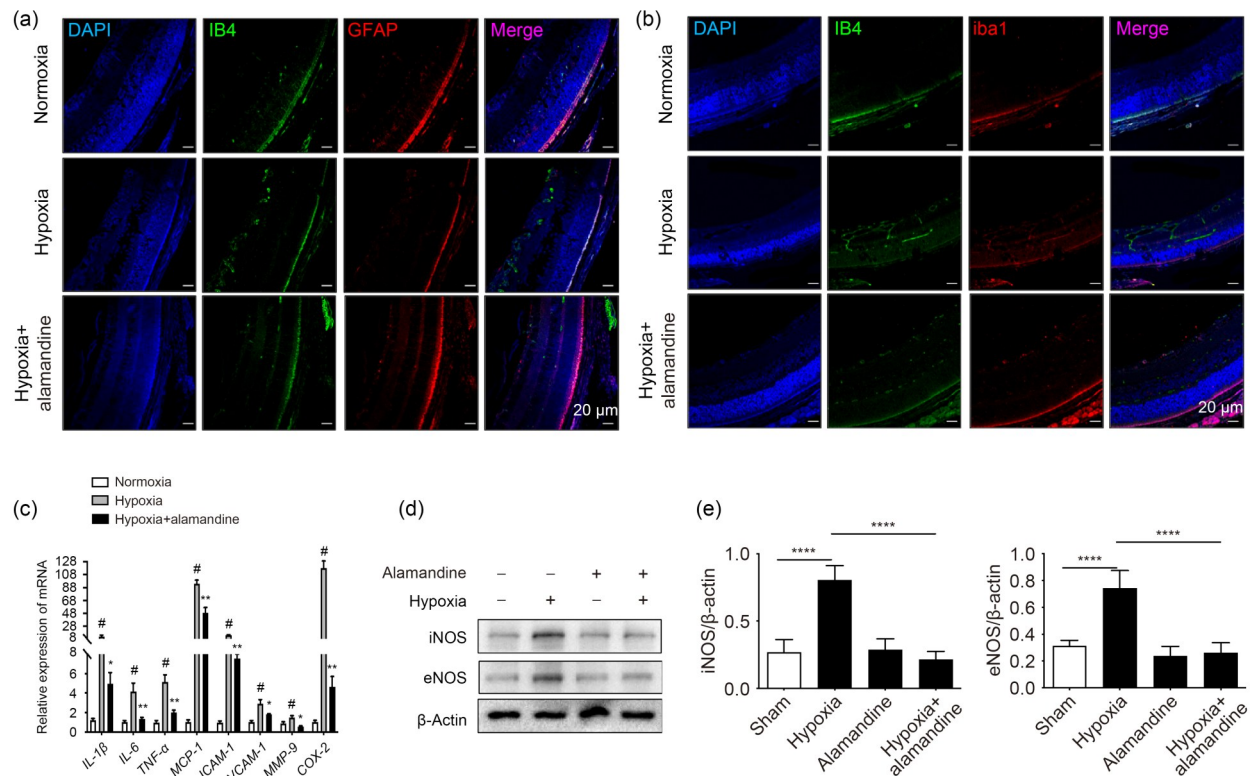 (a)
DAPI
IB4
GFAP
Merge
Normoxia
Hypoxia
Hypoxia+
alamandine
20 μm
(b)
DAPI
IB4
iba1
Merge
Normoxia
Hypoxia
Hypoxia+
alamandine
20 μm
(c)
Normoxia
Hypoxia
Hypoxia+alamandine
Relative expression of mRNA
128
108
88
68
48
28
8
8
6
4
2
0
# * # ** # ** # ** # ** # * # * # **
IL-1β
IL-6
TNF-α
MCP-1
ICAM-1
VCAM-1
MMP-9
COX-2
(d)
Alamandine – – + +
Hypoxia – + – +
iNOS
eNOS
β-Actin
(e)
iNOS/β-actin
1.0
0.5
0.0
****
****
Sham
Hypoxia
Alamandine
Hypoxia+
alamandine
eNOS/β-actin
1.0
0.8
0.6
0.4
0.2
0.0
****
****
Sham
Hypoxia
Alamandine
Hypoxia+
alamandine